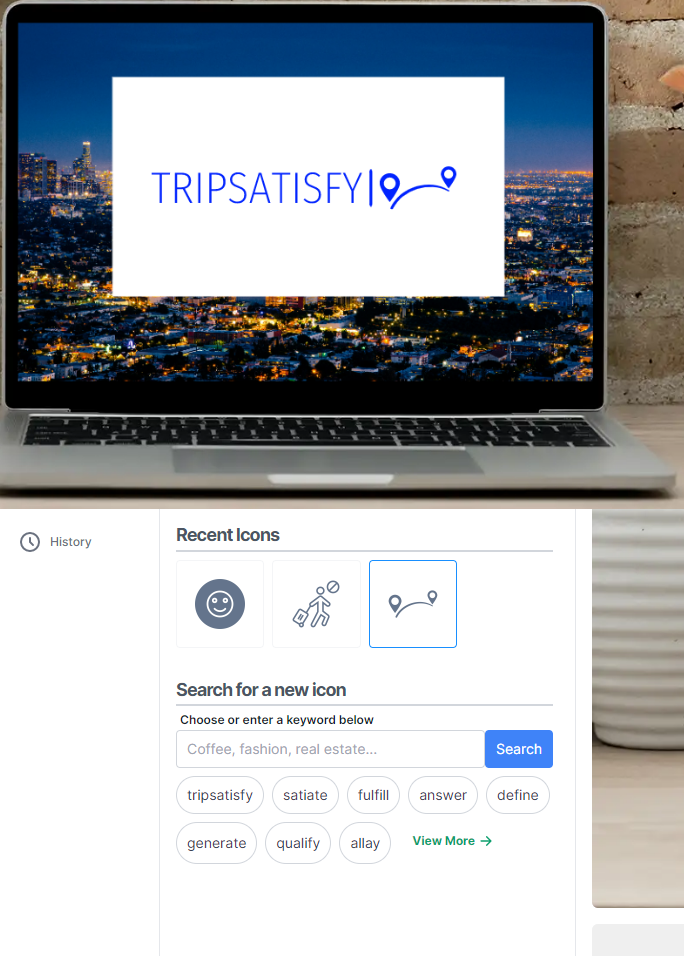 TRIPSATISFY
History
Recent Icons
Search for a new icon
Choose or enter a keyword below
Coffee, fashion, real estate...
Search
tripsatisfy
satiate
fulfill
answer
define
generate
qualify
allay
View More